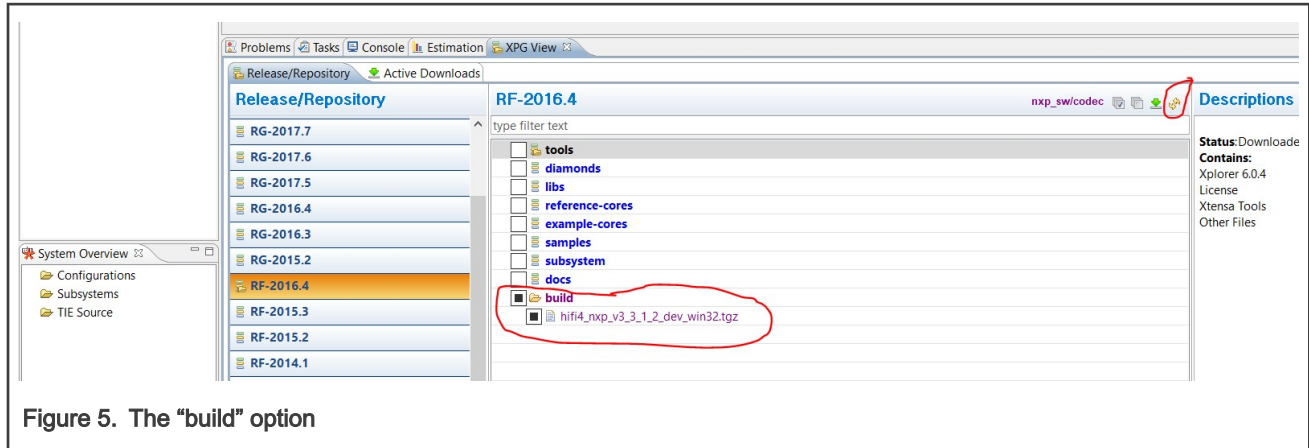 Problems Tasks Console Estimation XPG View
Release/Repository Active Downloads
Release/Repository
RG-2017.7
RG-2017.6
RG-2017.5
RG-2016.4
RG-2016.3
RG-2015.2
RF-2016.4
RF-2015.3
RF-2015.2
RF-2014.1
System Overview
Configurations
Subsystems
TIE Source
RF-2016.4 nxp_sw/codec
type filter text
tools
diamonds
libs
reference-cores
example-cores
samples
subsystem
docs
build
hifi4_nxp_v3_3_1_2_dev_win32.tgz
Descriptions
Status:Downloade
Contains:
Xplorer 6.0.4
License
Xtensa Tools
Other Files
Figure 5. The “build” option